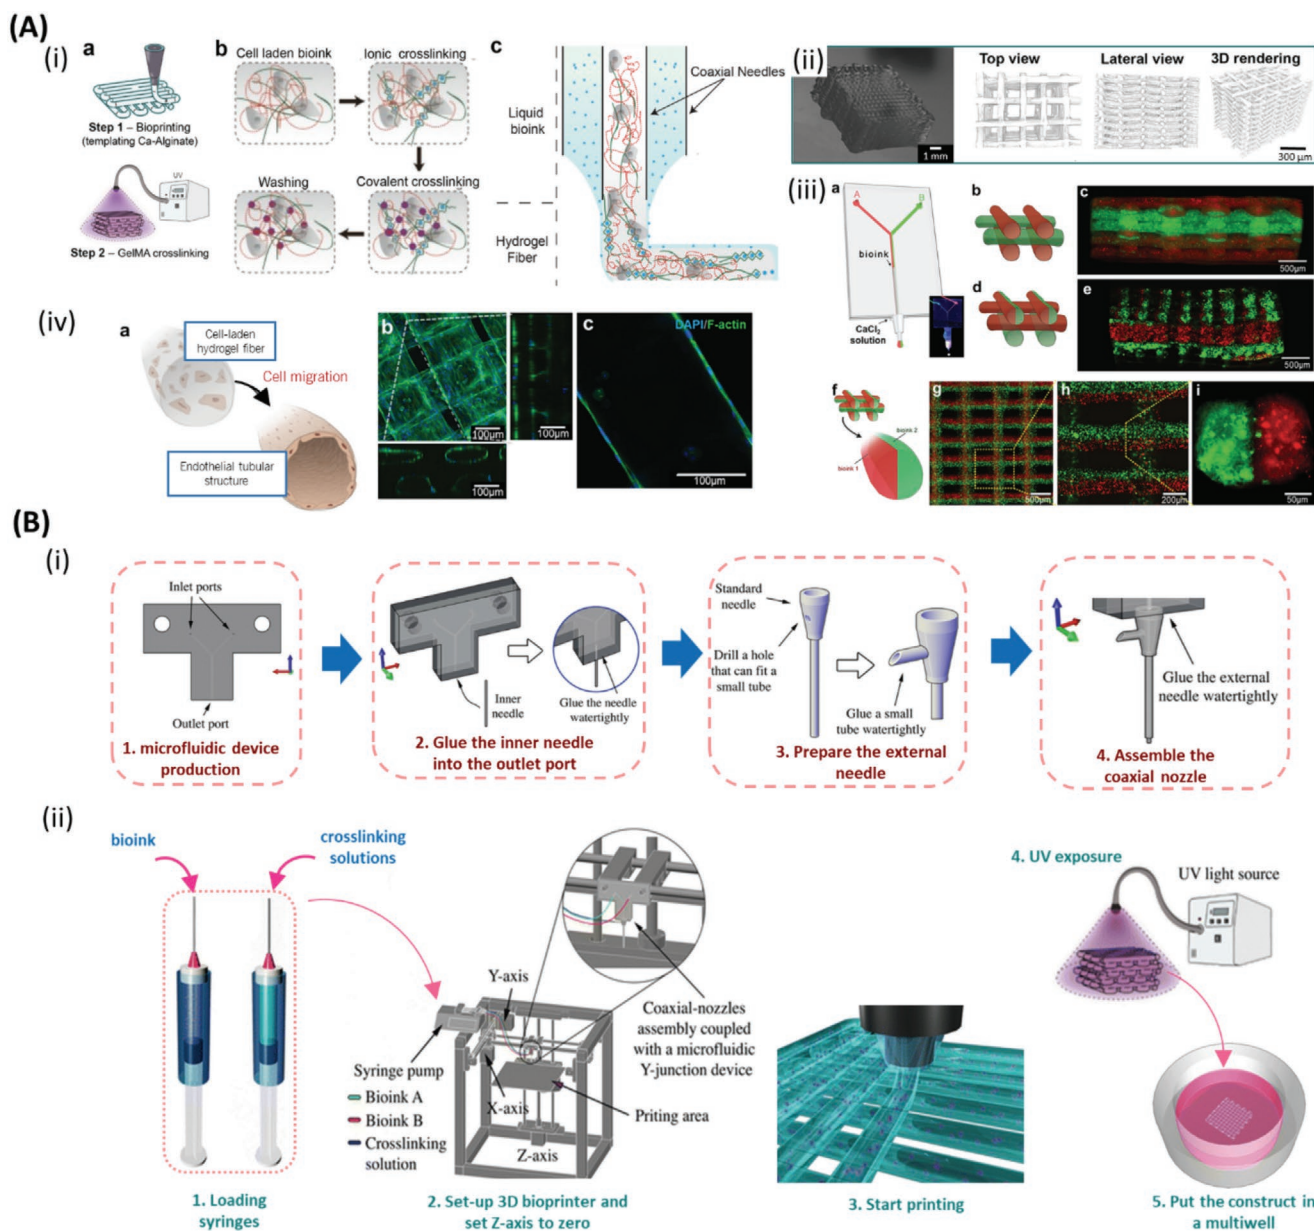 (A)
(i)
a
Step 1 – Bioprinting
(templating Ca-Alginate)
UV
Step 2 – GelMA crosslinking
b
Cell laden bioink
Ionic crosslinking
Washing
Covalent crosslinking
c
Liquid
bioink
Hydrogel
Fiber
Coaxial Needles
(ii)
1 mm
Top view
Lateral view
3D rendering
300 µm
(iii)
a
A
B
bioink
CaCl2
solution
b
c
500µm
d
e
500µm
f
bioink 1
bioink 2
g
500µm
h
200µm
i
50µm
(iv)
a
Cell-laden
hydrogel fiber
Cell migration
Endothelial tubular
structure
b
100µm
100µm
100µm
c
DAPI/F-actin
100µm
(B)
(i)
Inlet ports
Outlet port
1. microfluidic device
production
Inner
needle
Glue the needle
watertightly
2. Glue the inner needle
into the outlet port
Standard
needle
Drill a hole
that can fit a
small tube
Glue a small
tube watertightly
3. Prepare the external
needle
Glue the external
needle watertightly
4. Assemble the
coaxial nozzle
(ii)
bioink
crosslinking
solutions
1. Loading
syringes
Y-axis
Syringe pump
X-axis
Bioink A
Bioink B
Crosslinking
solution
Z-axis
Coaxial-nozzles
assembly coupled
with a microfluidic
Y-junction device
Priting area
2. Set-up 3D bioprinter and
set Z-axis to zero
3. Start printing
4. UV exposure
UV light source
5. Put the construct in
a multiwell